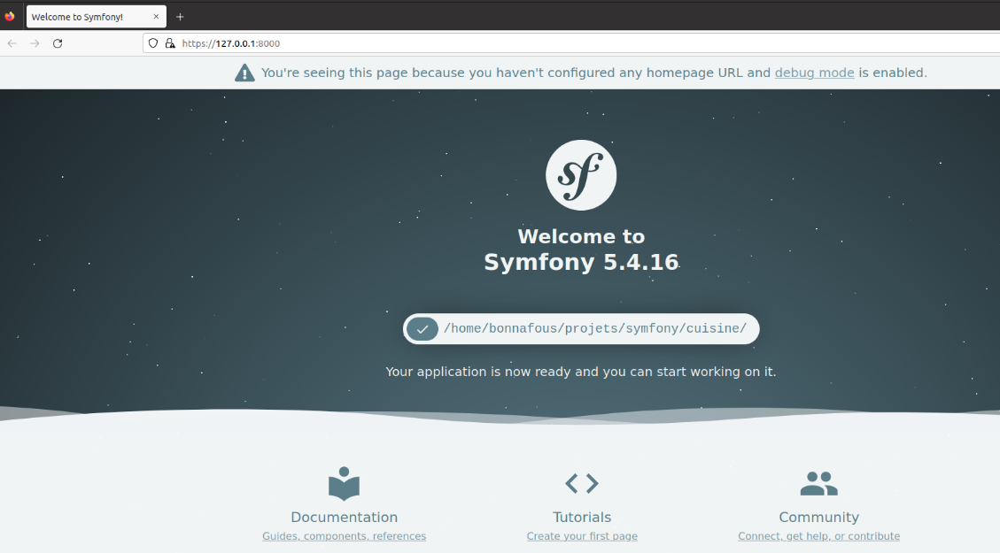 Welcome to Symfony!
https://127.0.0.1:8000
You're seeing this page because you haven't configured any homepage URL and debug mode is enabled.
sf
Welcome to
Symfony 5.4.16
/home/bonnafous/projets/symfony/cuisine/
Your application is now ready and you can start working on it.
Documentation
Guides, components, references
Tutorials
Create your first page
Community
Connect, get help, or contribute